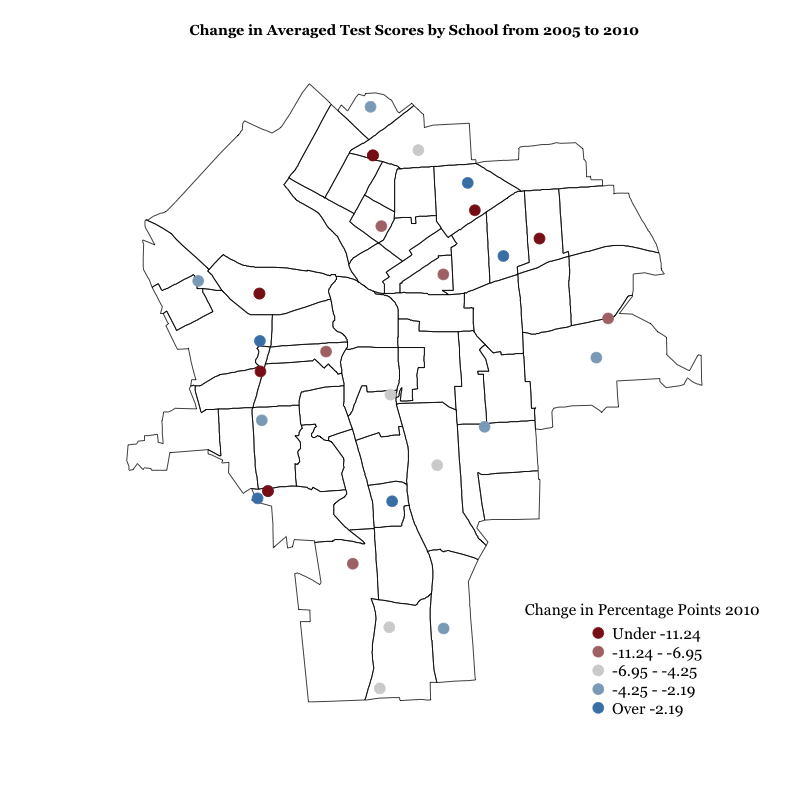 Change in Averaged Test Scores by School from 2005 to 2010
Change in Percentage Points 2010
Under -11.24
-11.24 - -6.95
-6.95 - -4.25
-4.25 - -2.19
Over -2.19